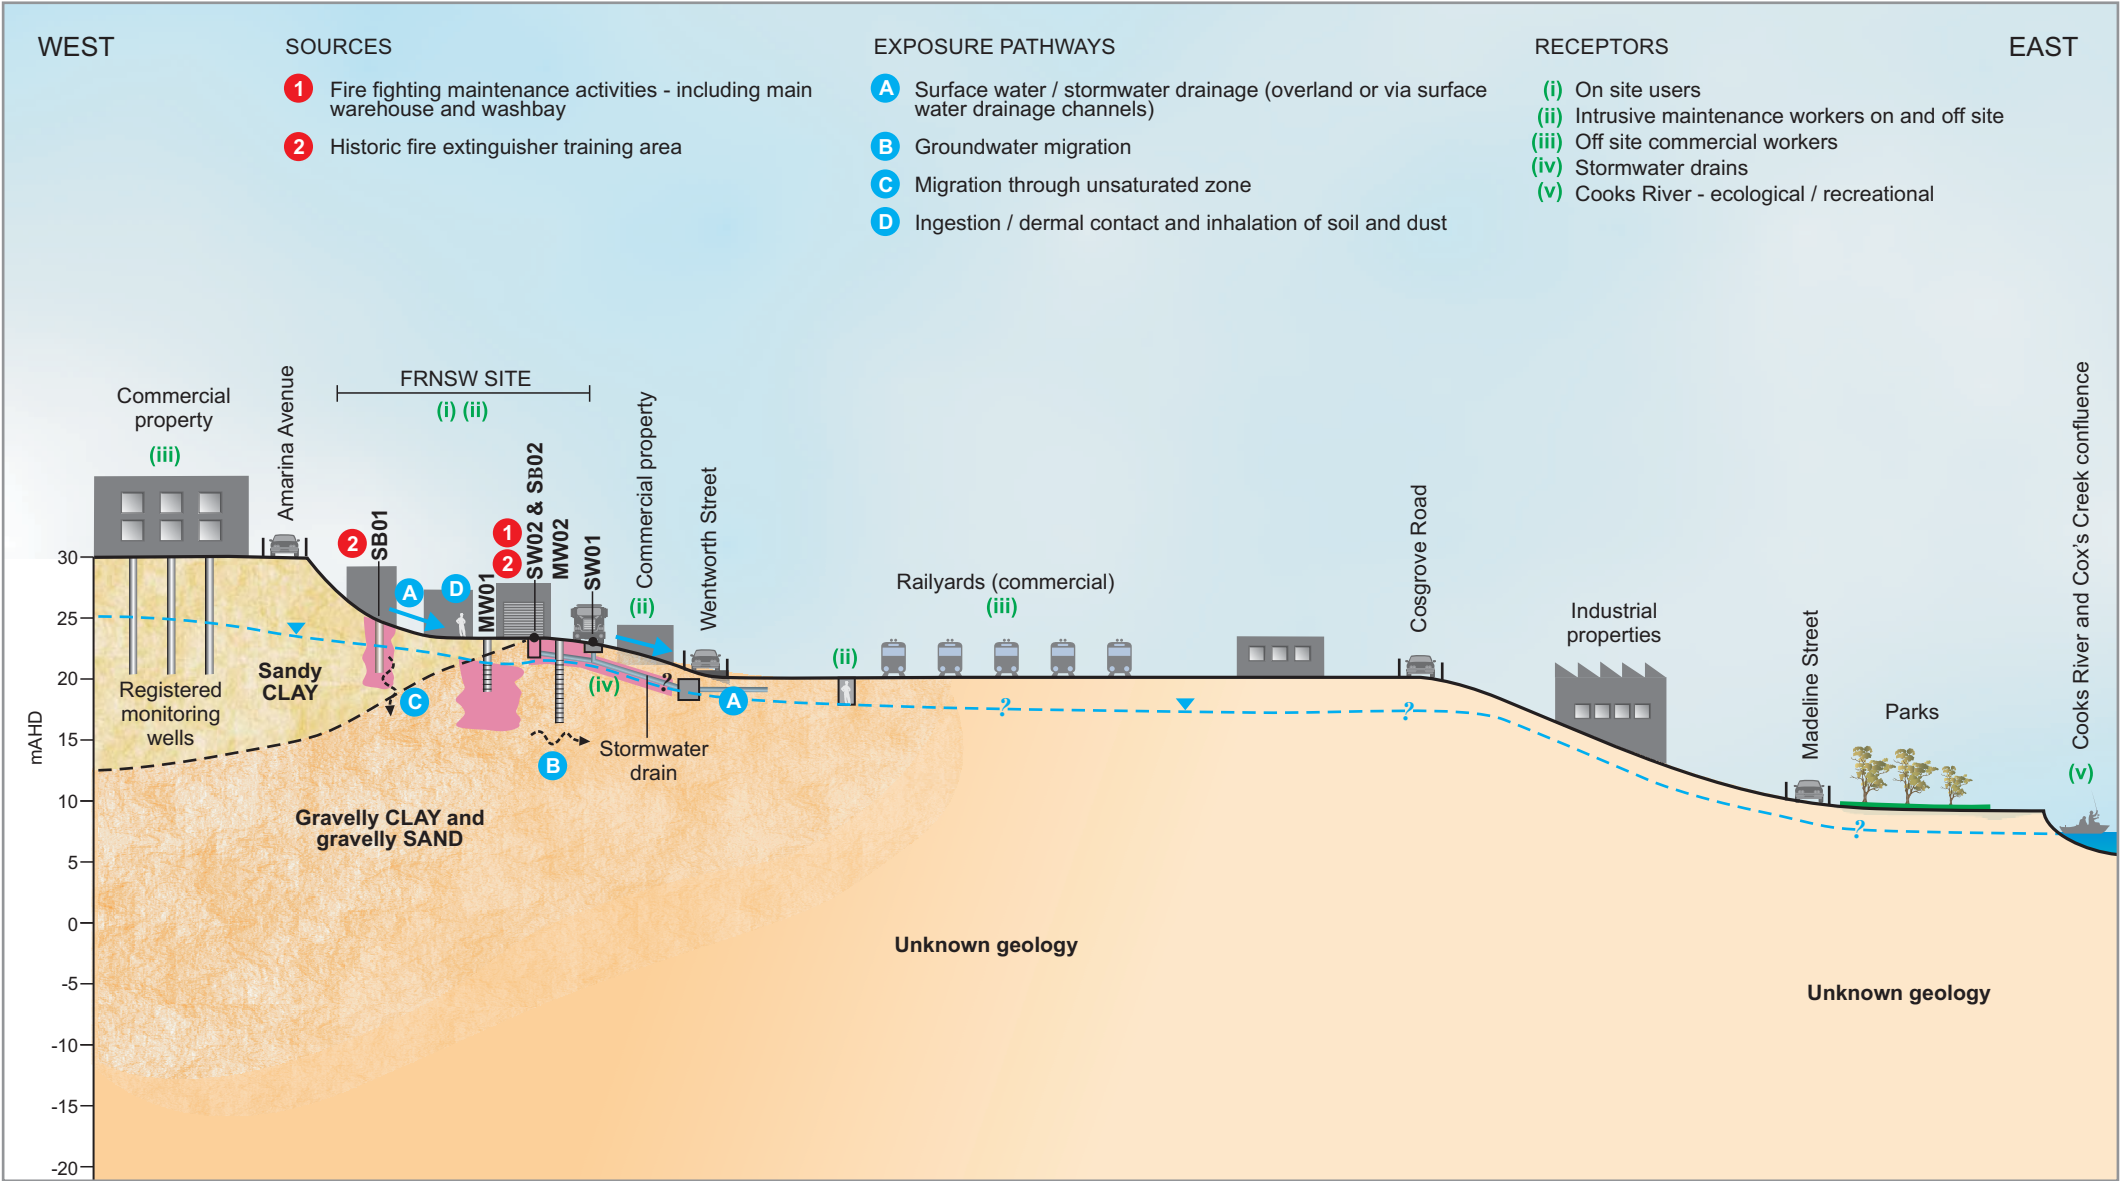 WEST
SOURCES
1 Fire fighting maintenance activities - including main
warehouse and washbay
2 Historic fire extinguisher training area
EXPOSURE PATHWAYS
A Surface water / stormwater drainage (overland or via surface
water drainage channels)
B Groundwater migration
C Migration through unsaturated zone
D Ingestion / dermal contact and inhalation of soil and dust
RECEPTORS
(i) On site users
(ii) Intrusive maintenance workers on and off site
(iii) Off site commercial workers
(iv) Stormwater drains
(v) Cooks River - ecological / recreational
EAST
Commercial
property
(iii)
Amarina Avenue
FRNSW SITE
(i) (ii)
2
SB01
A
D
MW01
1
2
SW02 & SB02
MW02
SW01
Commercial property
(ii)
Wentworth Street
Railyards (commercial)
(iii)
(ii)
Cosgrove Road
Industrial
properties
Madeline Street
Parks
Cooks River and Cox's Creek confluence
(v)
mAHD
30
25
20
15
10
5
0
-5
-10
-15
-20
Registered
monitoring
wells
Sandy
CLAY
C
B
(iv)
?
A
Stormwater
drain
?
?
?
Gravelly CLAY and
gravelly SAND
Unknown geology
Unknown geology